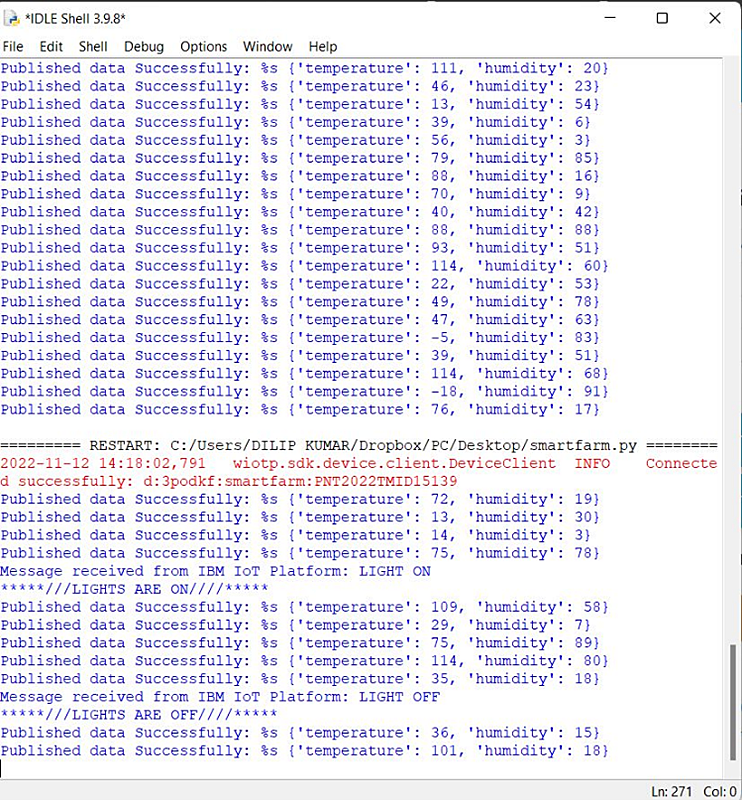 *IDLE Shell 3.9.8*
File Edit Shell Debug Options Window Help
Published data Successfully: %s {'temperature': 111, 'humidity': 20}
Published data Successfully: %s {'temperature': 46, 'humidity': 23}
Published data Successfully: %s {'temperature': 13, 'humidity': 54}
Published data Successfully: %s {'temperature': 39, 'humidity': 6}
Published data Successfully: %s {'temperature': 56, 'humidity': 3}
Published data Successfully: %s {'temperature': 79, 'humidity': 85}
Published data Successfully: %s {'temperature': 88, 'humidity': 16}
Published data Successfully: %s {'temperature': 70, 'humidity': 9}
Published data Successfully: %s {'temperature': 40, 'humidity': 42}
Published data Successfully: %s {'temperature': 88, 'humidity': 88}
Published data Successfully: %s {'temperature': 93, 'humidity': 51}
Published data Successfully: %s {'temperature': 114, 'humidity': 60}
Published data Successfully: %s {'temperature': 22, 'humidity': 53}
Published data Successfully: %s {'temperature': 49, 'humidity': 78}
Published data Successfully: %s {'temperature': 47, 'humidity': 63}
Published data Successfully: %s {'temperature': -5, 'humidity': 83}
Published data Successfully: %s {'temperature': 39, 'humidity': 51}
Published data Successfully: %s {'temperature': 114, 'humidity': 68}
Published data Successfully: %s {'temperature': -18, 'humidity': 91}
Published data Successfully: %s {'temperature': 76, 'humidity': 17}
========= RESTART: C:/Users/DILIP KUMAR/Dropbox/PC/Desktop/smartfarm.py ========
2022-11-12 14:18:02,791   wiotp.sdk.device.client.DeviceClient  INFO    Connecte
d successfully: d:3podkf:smartfarm:PNT2022TMID15139
Published data Successfully: %s {'temperature': 72, 'humidity': 19}
Published data Successfully: %s {'temperature': 13, 'humidity': 30}
Published data Successfully: %s {'temperature': 14, 'humidity': 3}
Published data Successfully: %s {'temperature': 75, 'humidity': 78}
Message received from IBM IoT Platform: LIGHT ON
*****///LIGHTS ARE ON////*****
Published data Successfully: %s {'temperature': 109, 'humidity': 58}
Published data Successfully: %s {'temperature': 29, 'humidity': 7}
Published data Successfully: %s {'temperature': 75, 'humidity': 89}
Published data Successfully: %s {'temperature': 114, 'humidity': 80}
Published data Successfully: %s {'temperature': 35, 'humidity': 18}
Message received from IBM IoT Platform: LIGHT OFF
*****///LIGHTS ARE OFF////*****
Published data Successfully: %s {'temperature': 36, 'humidity': 15}
Published data Successfully: %s {'temperature': 101, 'humidity': 18}
Ln: 271 Col: 0